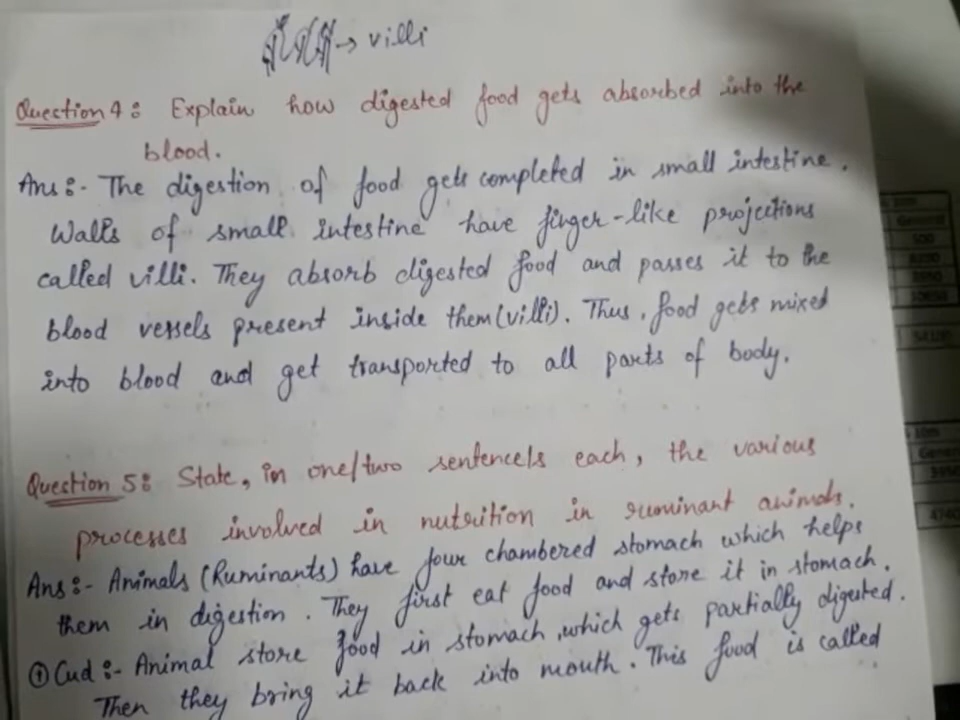 → villi
Question 4: Explain how digested food gets absorbed into the
blood.
Ans:- The digestion of food gets completed in small intestine.
Walls of small intestine have finger-like projections
called villi. They absorb digested food and passes it to the
blood vessels present inside them (villi). Thus, food gets mixed
into blood and get transported to all parts of body.
Question 5: State, in one/two sentence/s each, the various
processes involved in nutrition in ruminant animals.
Ans:- Animals (Ruminants) have four chambered stomach which helps
them in digestion. They first eat food and store it in stomach.
① Cud:- Animal store food in stomach, which gets partially digested.
Then they bring it back into mouth. This food is called
General
500